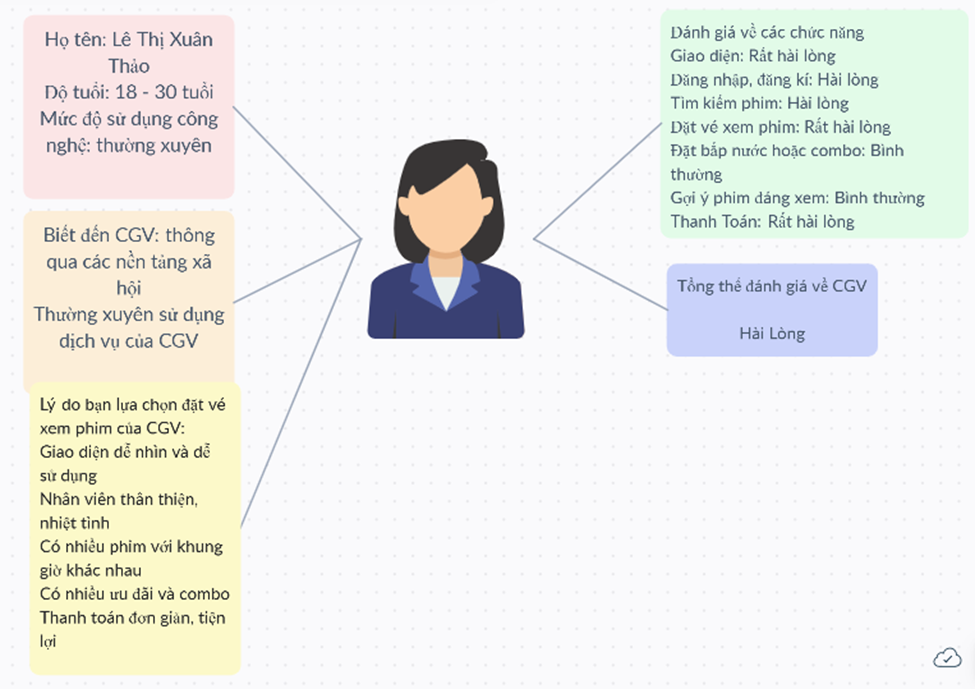 Họ tên: Lê Thị Xuân
Thảo
Độ tuổi: 18 - 30 tuổi
Mức độ sử dụng công
nghệ: thường xuyên
Biết đến CGV: thông
qua các nền tảng xã
hội
Thường xuyên sử dụng
dịch vụ của CGV
Lý do bạn lựa chọn đặt vé
xem phim của CGV:
Giao diện dễ nhìn và dễ
sử dụng
Nhân viên thân thiện,
nhiệt tình
Có nhiều phim với khung
giờ khác nhau
Có nhiều ưu đãi và combo
Thanh toán đơn giản, tiện
lợi
Đánh giá về các chức năng
Giao diện: Rất hài lòng
Đăng nhập, đăng kí: Hài lòng
Tìm kiếm phim: Hài lòng
Đặt vé xem phim: Rất hài lòng
Đặt bắp nước hoặc combo: Bình
thường
Gợi ý phim đáng xem: Bình thường
Thanh Toán: Rất hài lòng
Tổng thể đánh giá về CGV
Hài Lòng